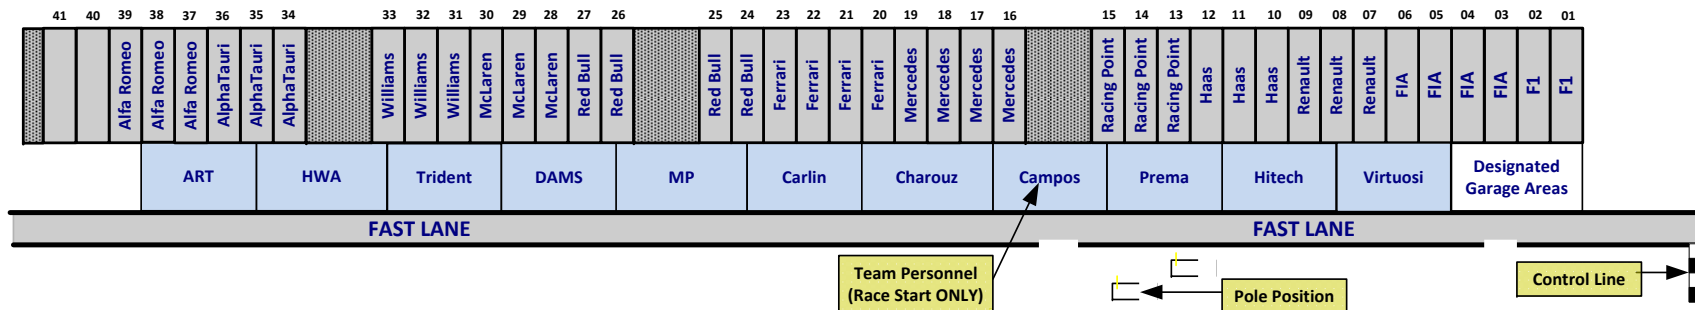 41 40 39 38 37 36 35 34 33 32 31 30 29 28 27 26 25 24 23 22 21 20 19 18 17 16 15 14 13 12 11 10 09 08 07 06 05 04 03 02 01
Alfa Romeo Alfa Romeo Alfa Romeo AlphaTauri AlphaTauri AlphaTauri Williams Williams Williams McLaren McLaren McLaren Red Bull Red Bull Red Bull Red Bull Ferrari Ferrari Ferrari Ferrari Mercedes Mercedes Mercedes Mercedes Racing Point Racing Point Racing Point Haas Haas Haas Renault Renault Renault FIA FIA FIA FIA F1 F1
ART HWA Trident DAMS MP Carlin Charouz Campos Prema Hitech Virtuosi Designated
Garage Areas
FAST LANE FAST LANE
Team Personnel
(Race Start ONLY)
Pole Position
Control Line